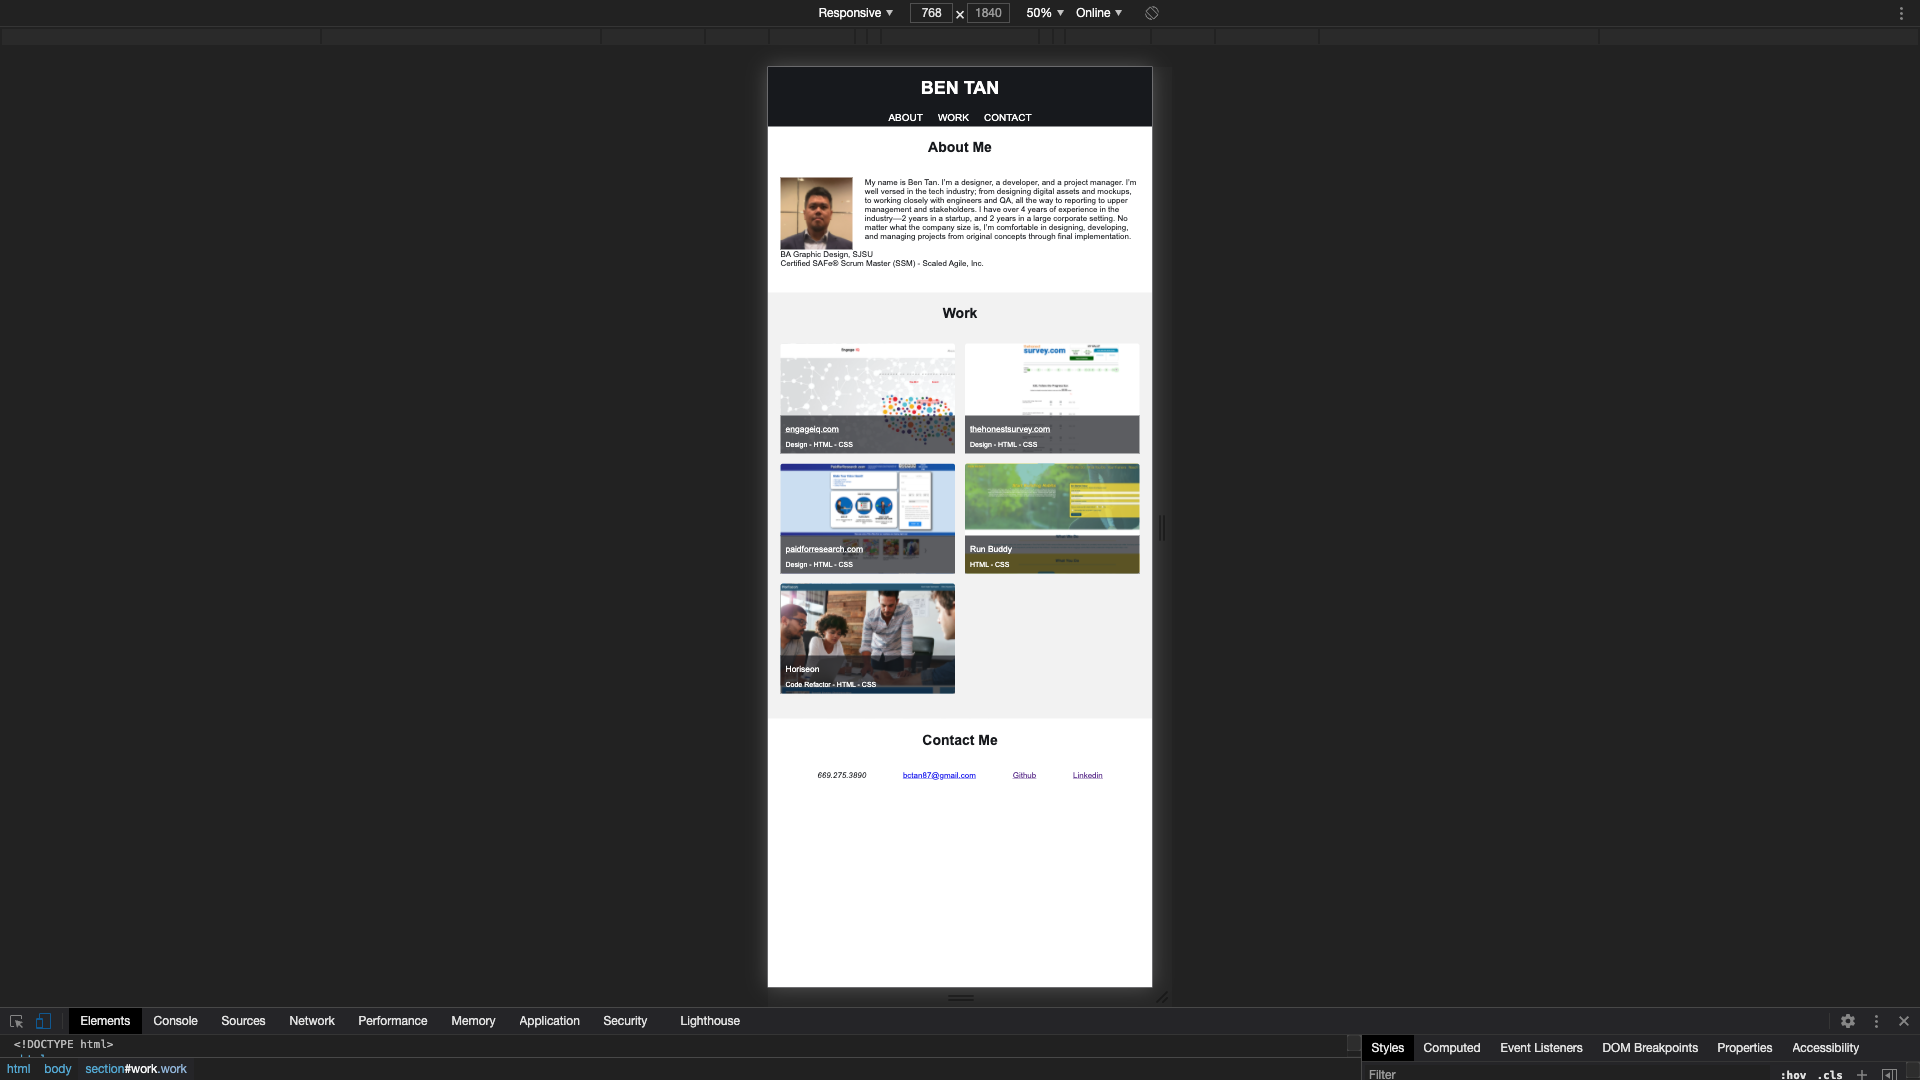 Responsive ▼ 768 × 1840 50% ▼ Online ▼
BEN TAN
ABOUT WORK CONTACT
About Me
My name is Ben Tan. I'm a designer, a developer, and a project manager. I'm
well versed in the tech industry; from designing digital assets and mockups,
to working closely with engineers and QA, all the way to reporting to upper
management and stakeholders. I have over 4 years of experience in the
industry—2 years in a startup, and 2 years in a large corporate setting. No
matter what the company size is, I'm comfortable in designing, developing,
and managing projects from original concepts through final implementation.
BA Graphic Design, SJSU
Certified SAFe® Scrum Master (SSM) - Scaled Agile, Inc.
Work
survey.com
engageiq.com
Design - HTML - CSS
thehonestsurvey.com
Design - HTML - CSS
paidforresearch.com
Design - HTML - CSS
Run Buddy
HTML - CSS
Horiseon
Code Refactor - HTML - CSS
Contact Me
669.275.3890 bctan87@gmail.com Github Linkedin
Elements Console Sources Network Performance Memory Application Security Lighthouse
<!DOCTYPE html>
Styles Computed Event Listeners DOM Breakpoints Properties Accessibility
html body section#work.work
Filter :hov .cls